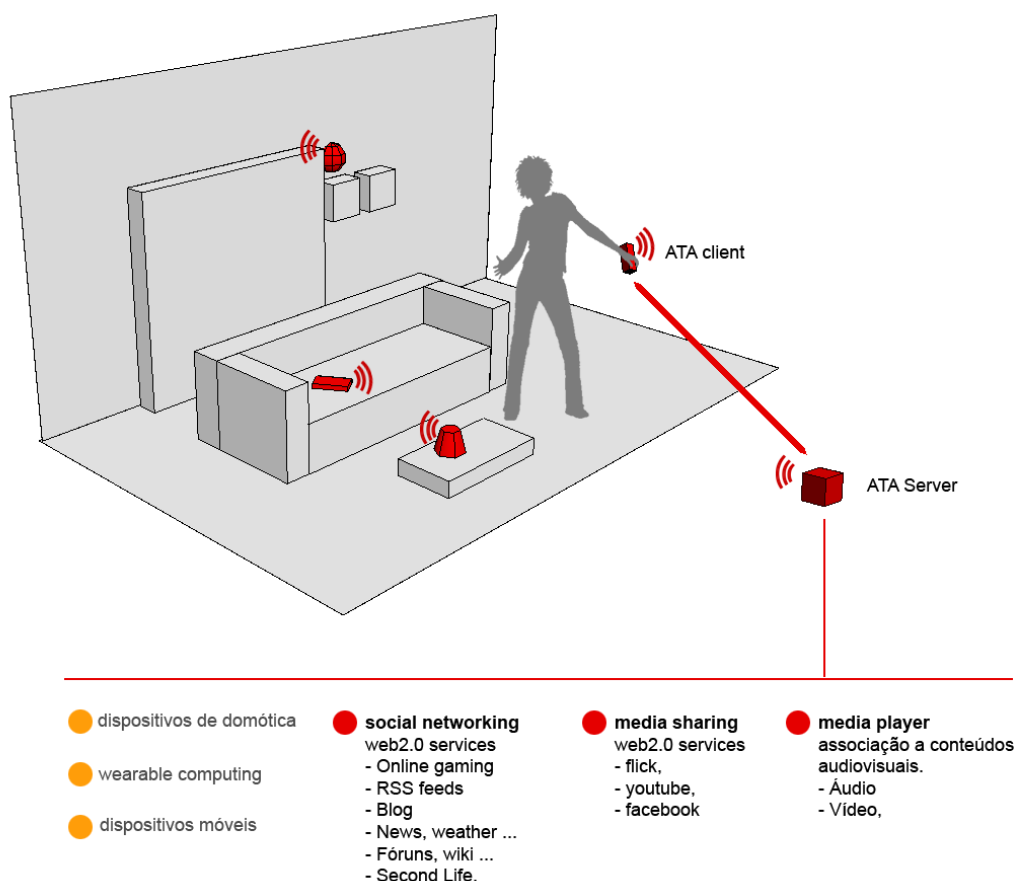 ATA client
ATA Server
dispositivos de domótica
wearable computing
dispositivos móveis
social networking
web2.0 services
- Online gaming
- RSS feeds
- Blog
- News, weather ...
- Fóruns, wiki ...
- Second Life.
media sharing
web2.0 services
- flick,
- youtube,
- facebook
media player
associação a conteúdos
audiovisuais.
- Áudio
- Vídeo,